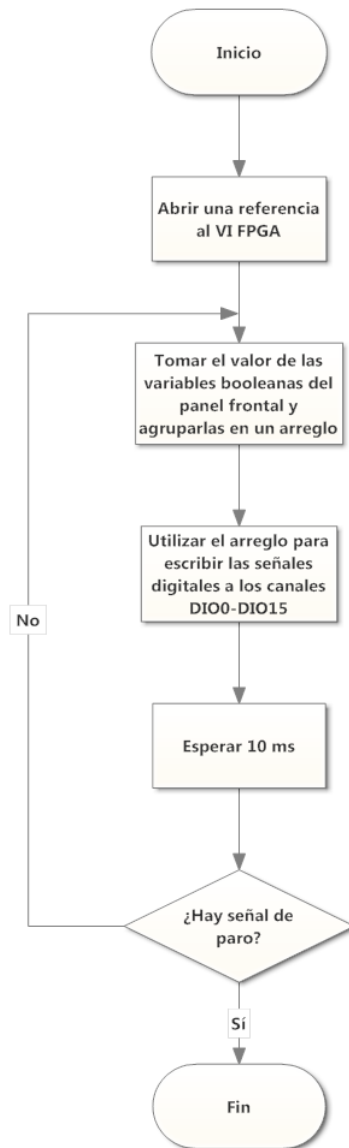 Inicio
Abrir una referencia
al VI FPGA
Tomar el valor de las
variables booleanas del
panel frontal y
agruparlas en un arreglo
Utilizar el arreglo para
escribir las señales
digitales a los canales
DIO0-DIO15
No
Esperar 10 ms
¿Hay señal de
paro?
Sí
Fin